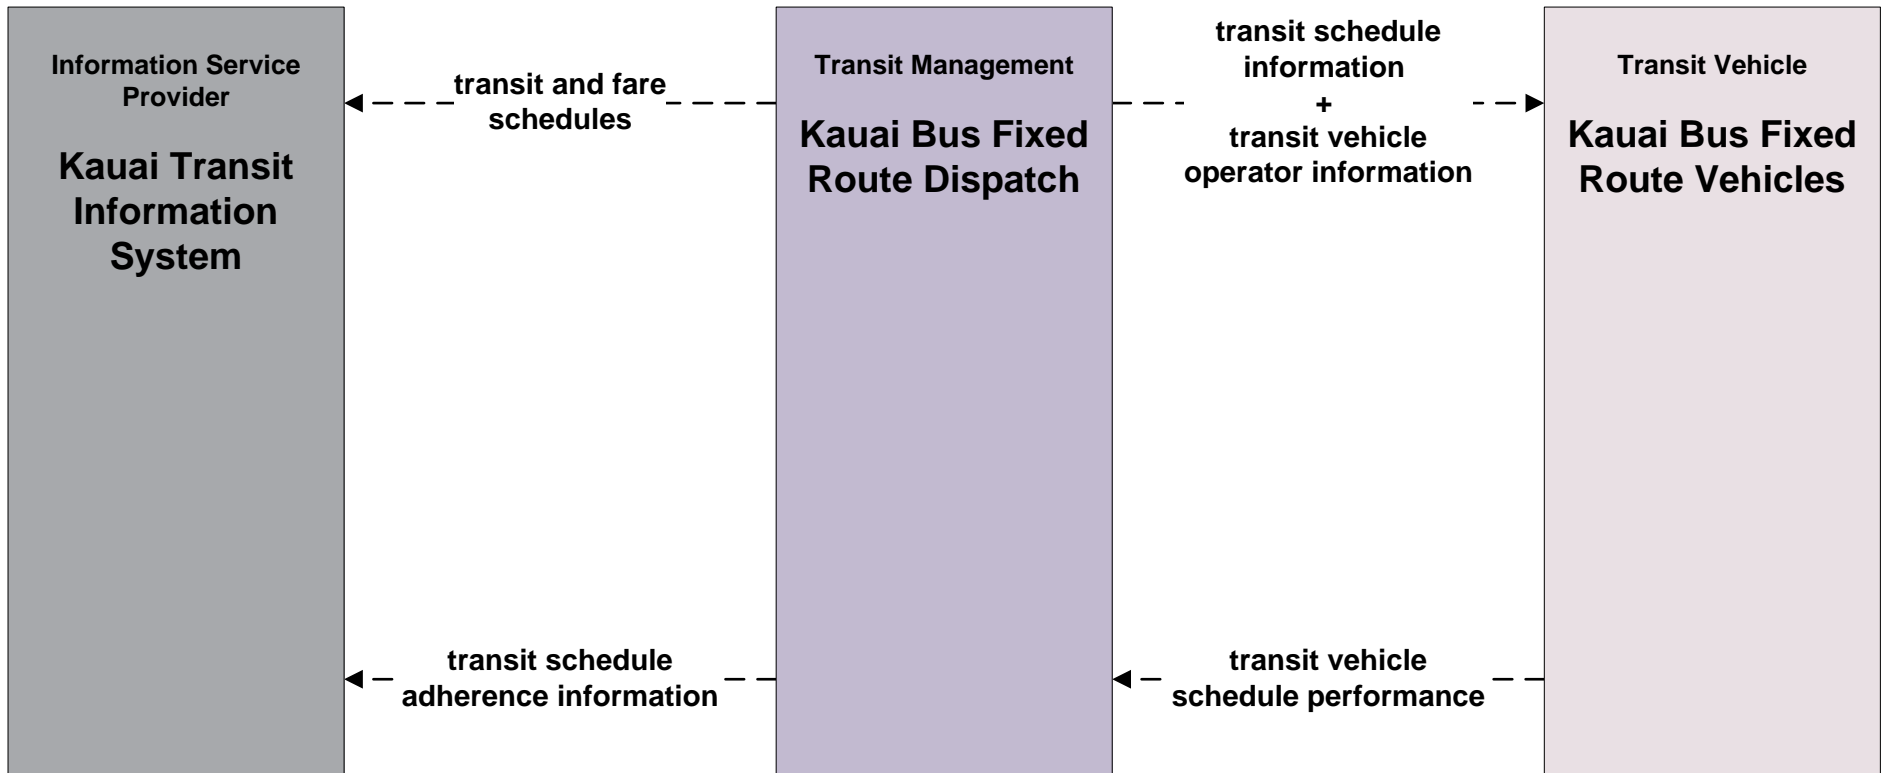 Information Service
Provider
Kauai Transit
Information
System
transit and fare
schedules
Transit Management
Kauai Bus Fixed
Route Dispatch
transit schedule
information
+
transit vehicle
operator information
Transit Vehicle
Kauai Bus Fixed
Route Vehicles
transit schedule
adherence information
transit vehicle
schedule performance